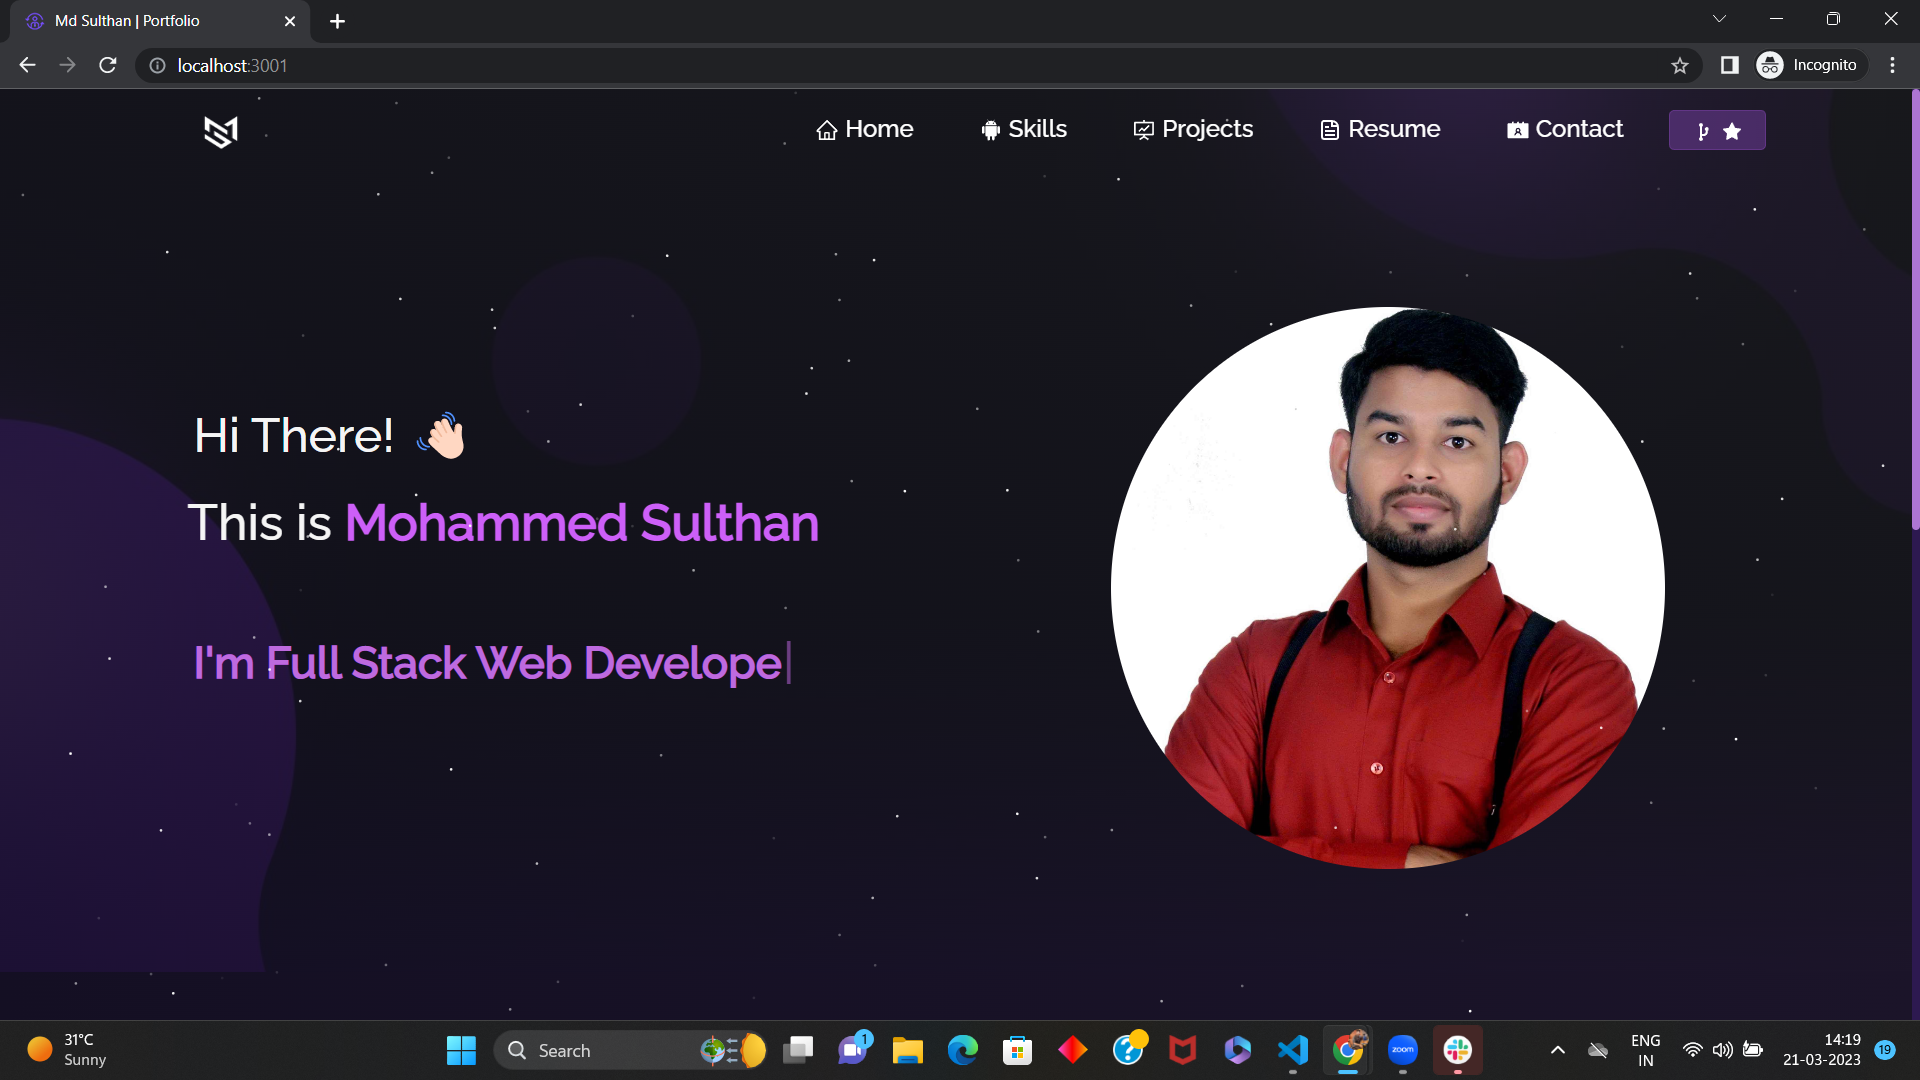 Md Sulthan | Portfolio
localhost:3001
Incognito
Home
Skills
Projects
Resume
Contact
Hi There!
This is Mohammed Sulthan
I'm Full Stack Web Develope
31°C
Sunny
Search
1
zoom
ENG
IN
14:19
21-03-2023
19